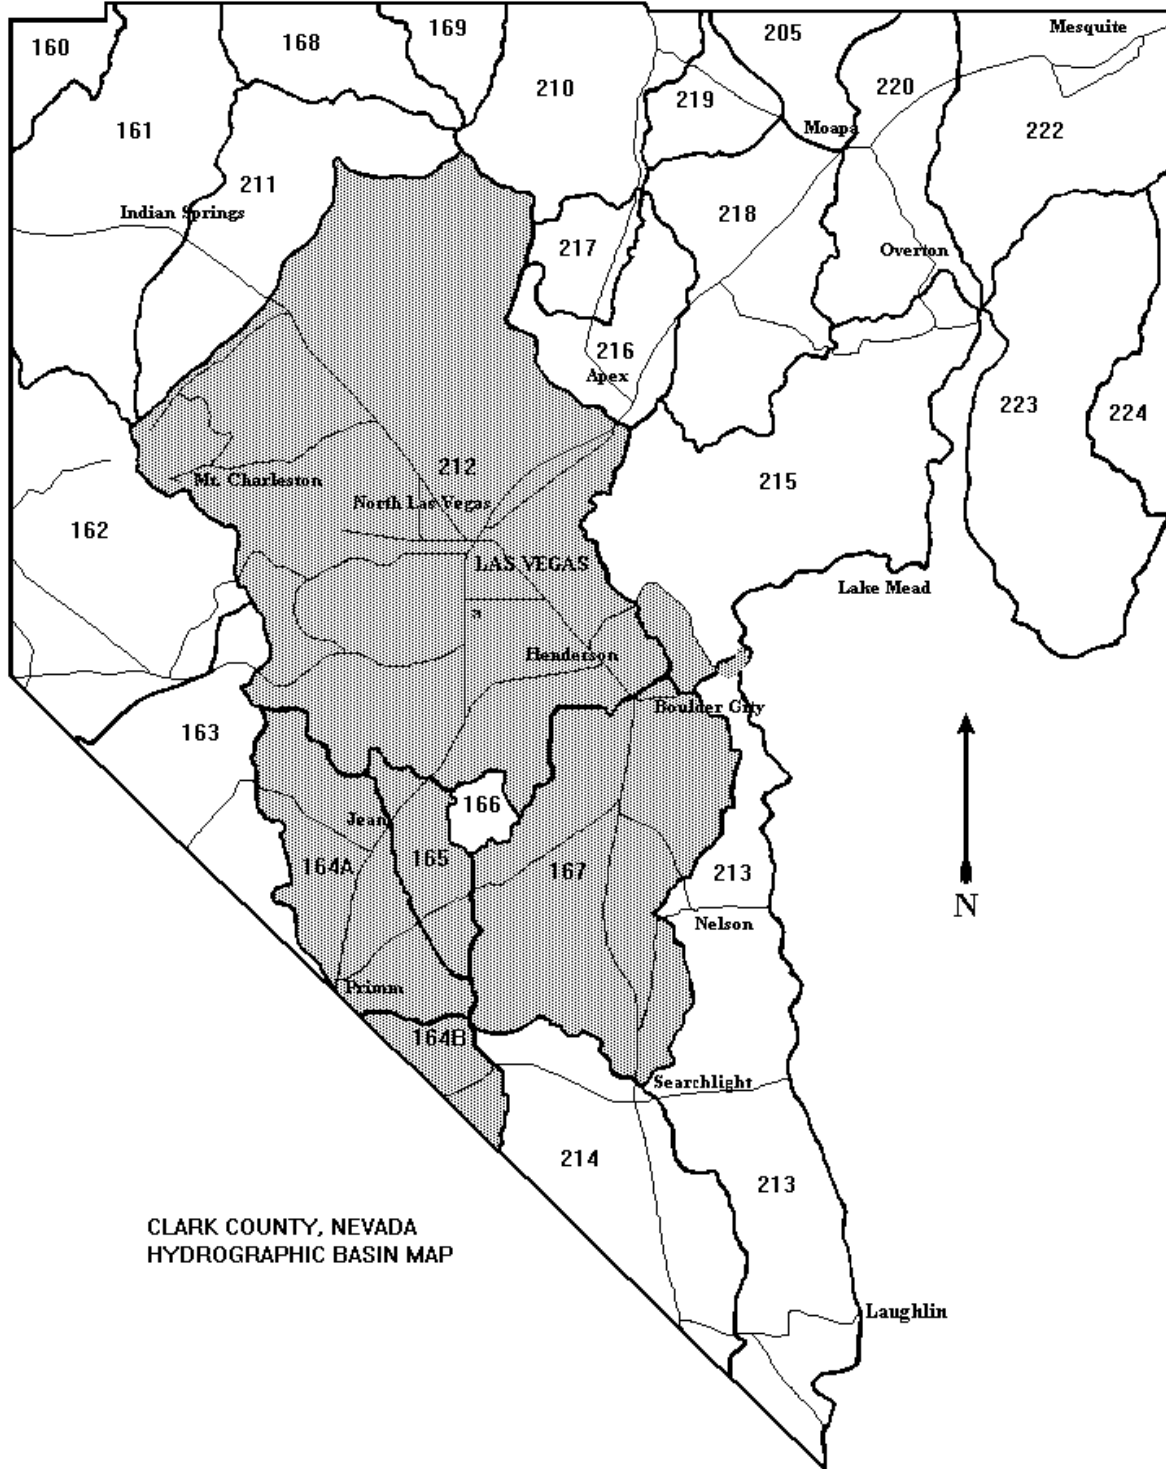 160
168
169
205
Mesquite
161
210
219
220
222
Moapa
211
Indian Springs
218
217
Overton
216
Apex
223
224
212
Mt. Charleston
North Las Vegas
215
162
LAS VEGAS
Lake Mead
Henderson
Boulder City
163
166
Jean
164A
165
167
213
N
Nelson
Primm
164B
Searchlight
214
213
CLARK COUNTY, NEVADA
HYDROGRAPHIC BASIN MAP
Laughlin